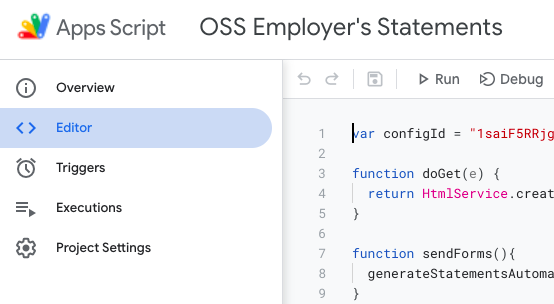 Apps Script OSS Employer's Statements
Overview
Editor
Triggers
Executions
Project Settings
Run Debug
1 var configId = "1saiF5RRjg
2
3 function doGet(e) {
4 return HtmlService.creat
5 }
6
7 function sendForms(){
8 generateStatementsAutoma
9 }